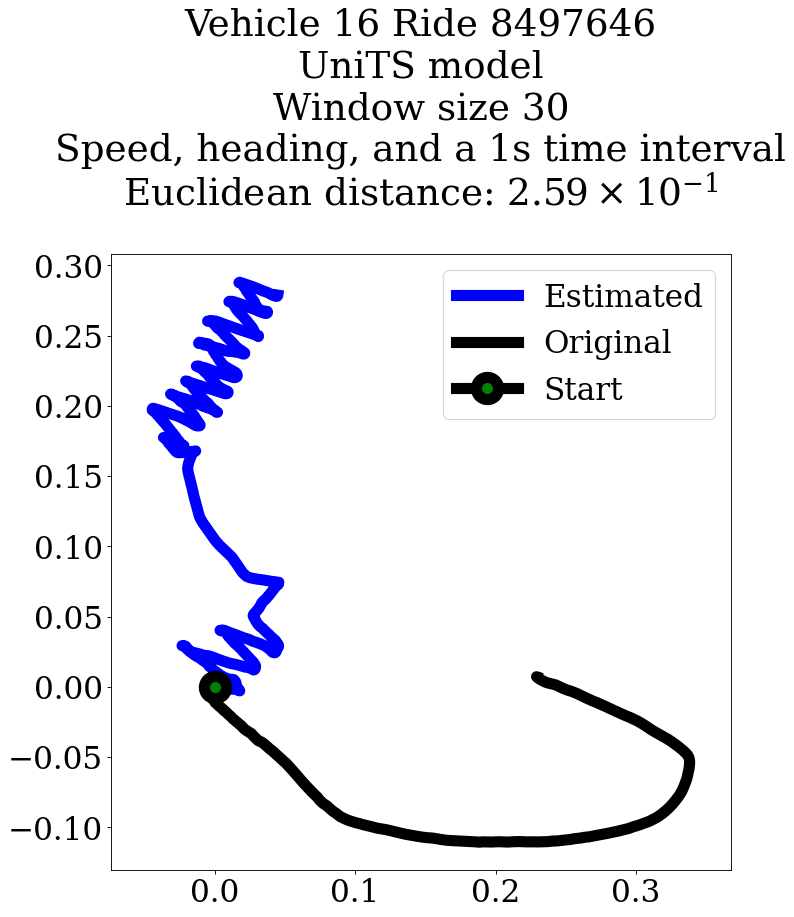 Vehicle 16 Ride 8497646
UniTS model
Window size 30
Speed, heading, and a 1s time interval
Euclidean distance: 2.59 × 10⁻¹
0.30
0.25
0.20
0.15
0.10
0.05
0.00
−0.05
−0.10
Estimated
Original
Start
0.0
0.1
0.2
0.3